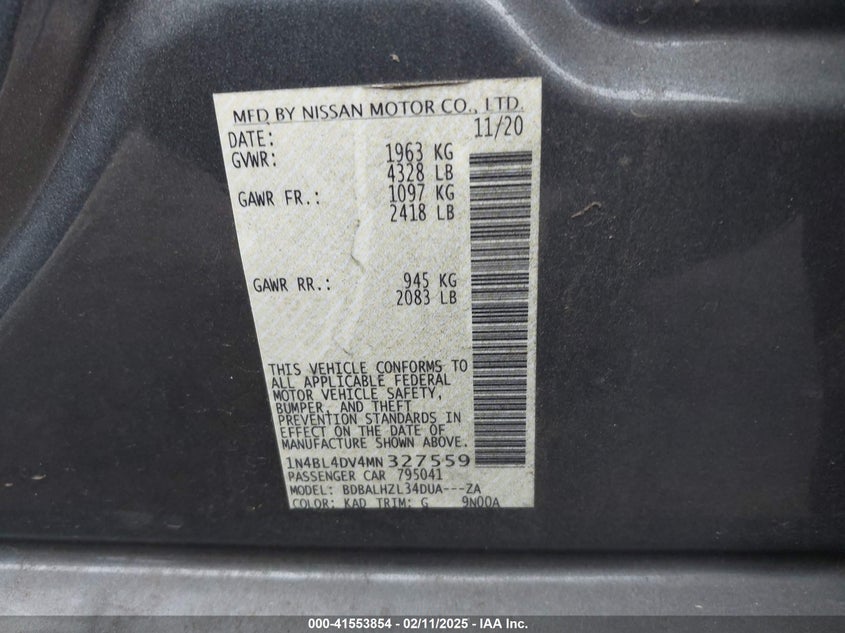 MFD BY NISSAN MOTOR CO., LTD.
DATE: 11/20
GVWR: 1963 KG
4328 LB
GAWR FR.: 1097 KG
2418 LB
GAWR RR.: 945 KG
2083 LB
THIS VEHICLE CONFORMS TO
ALL APPLICABLE FEDERAL
MOTOR VEHICLE SAFETY,
BUMPER, AND THEFT
PREVENTION STANDARDS IN
EFFECT ON THE DATE OF
MANUFACTURE SHOWN ABOVE.
1N4BL4DV4MN327559
PASSENGER CAR 795041
MODEL: BDBALHZL34DUA---ZA
COLOR: KAD TRIM: G 9N00A
000-41553854 - 02/11/2025 - IAA Inc.